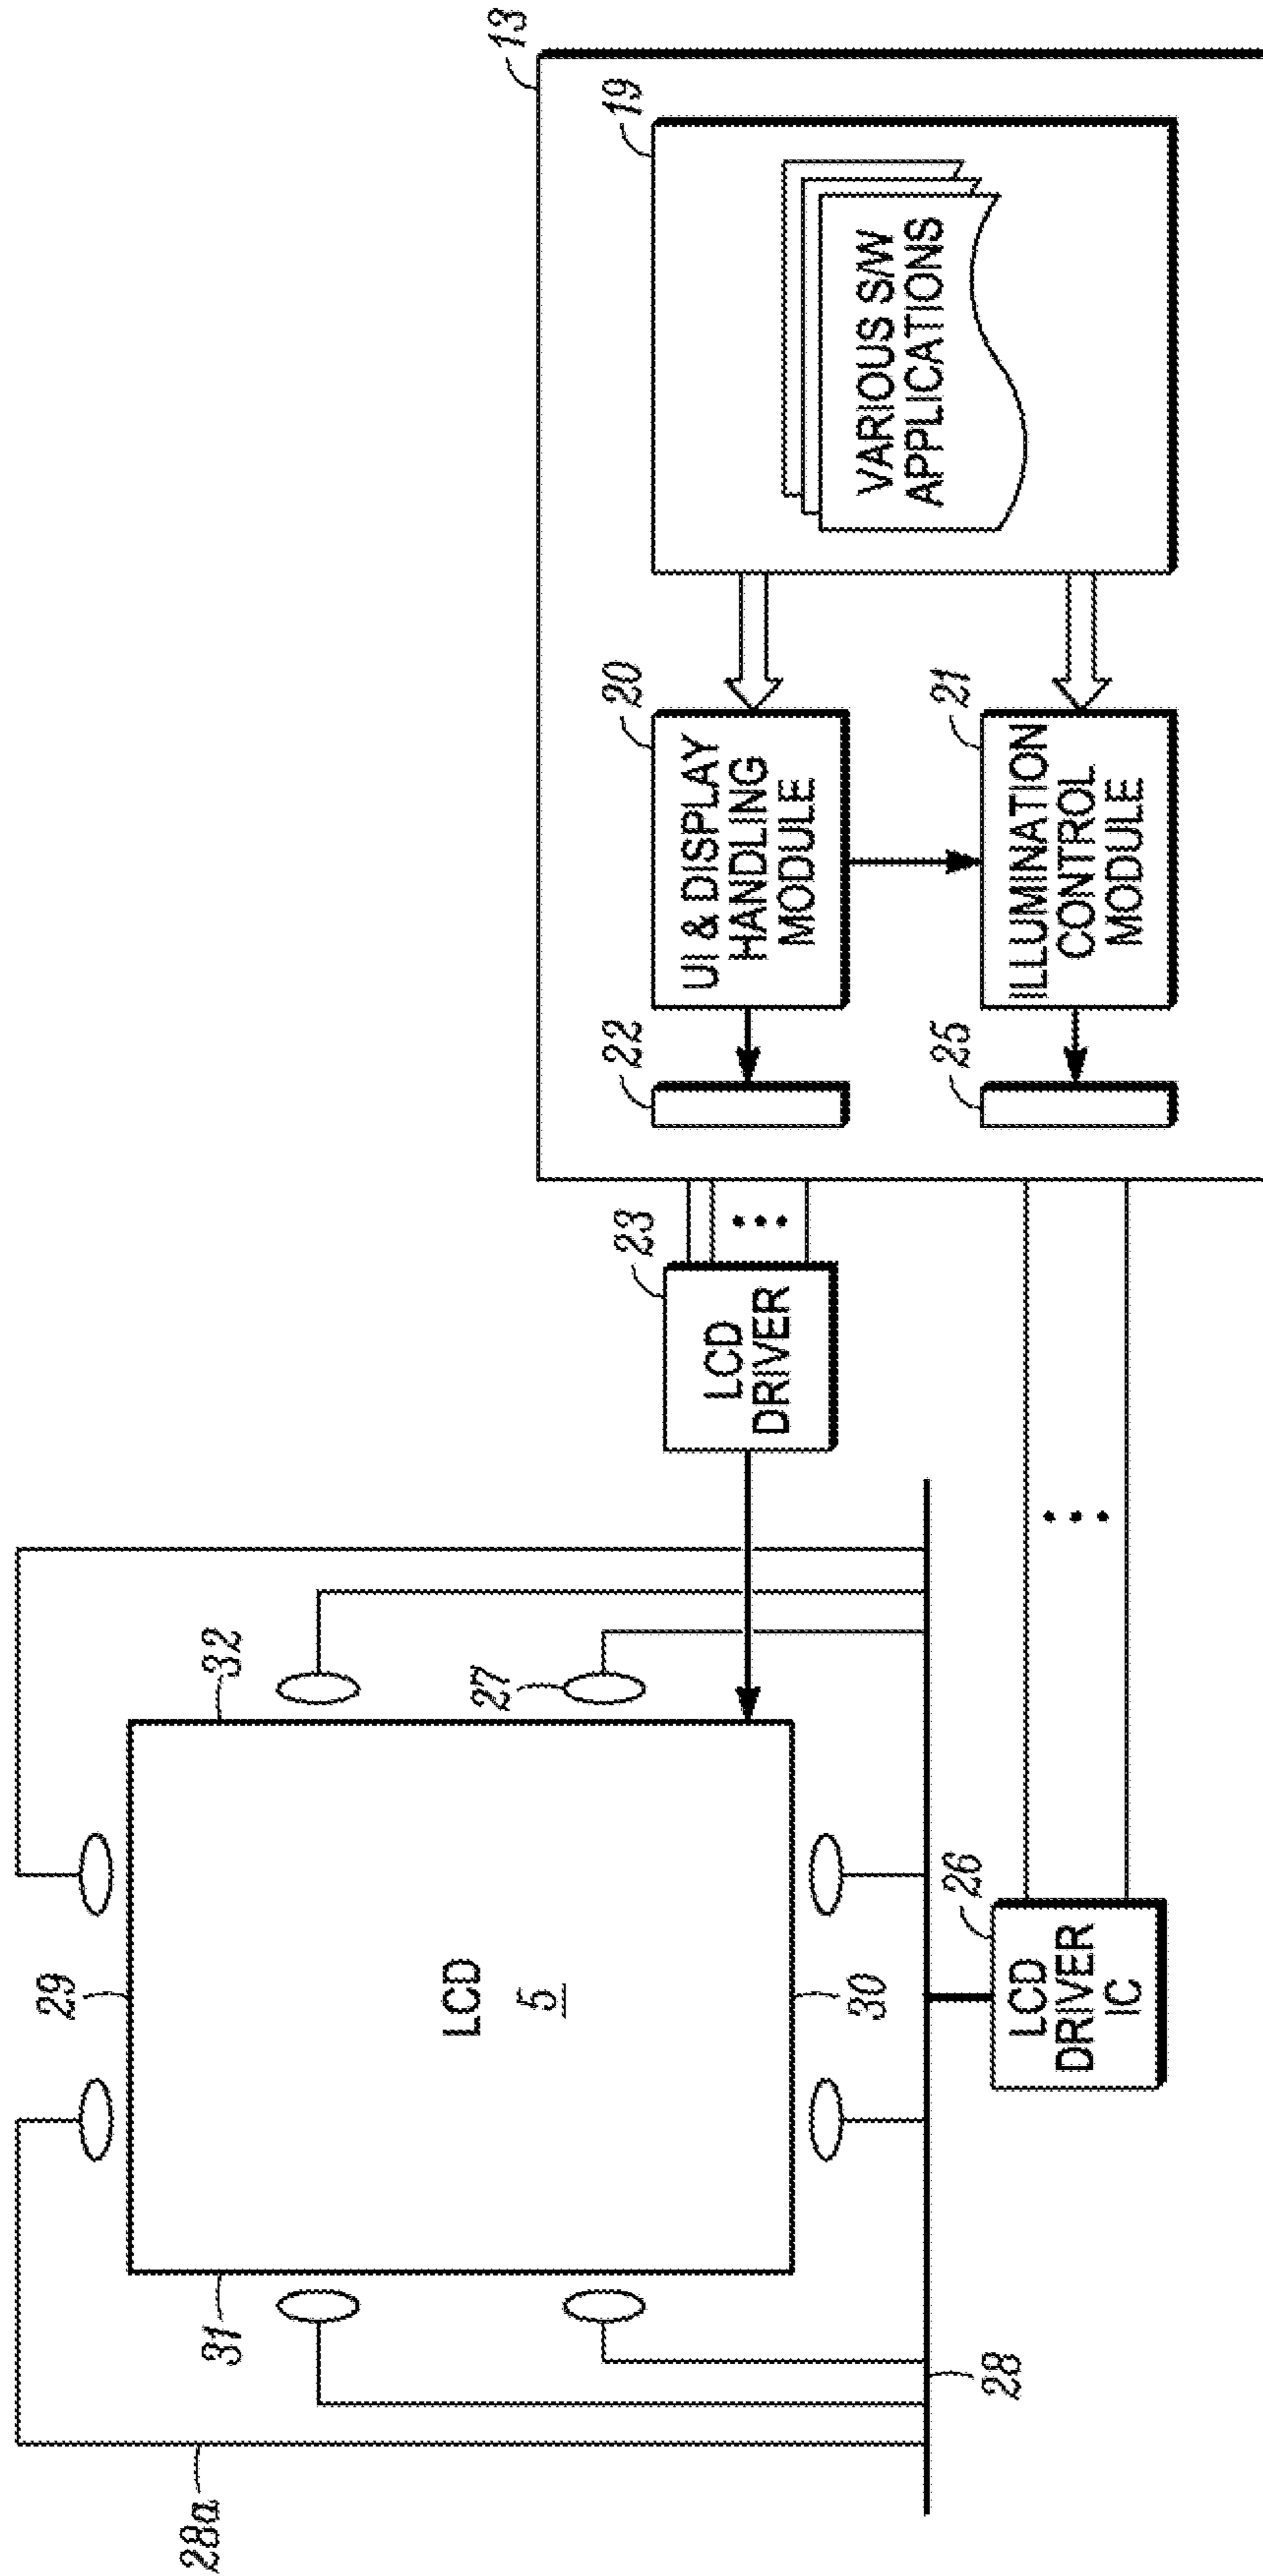 28a
31
29
32
27
LCD
5
30
28
26
LCD
DRIVER
IC
23
LCD
DRIVER
13
22
25
20
UI & DISPLAY
HANDLING
MODULE
21
ILLUMINATION
CONTROL
MODULE
19
VARIOUS S/W
APPLICATIONS